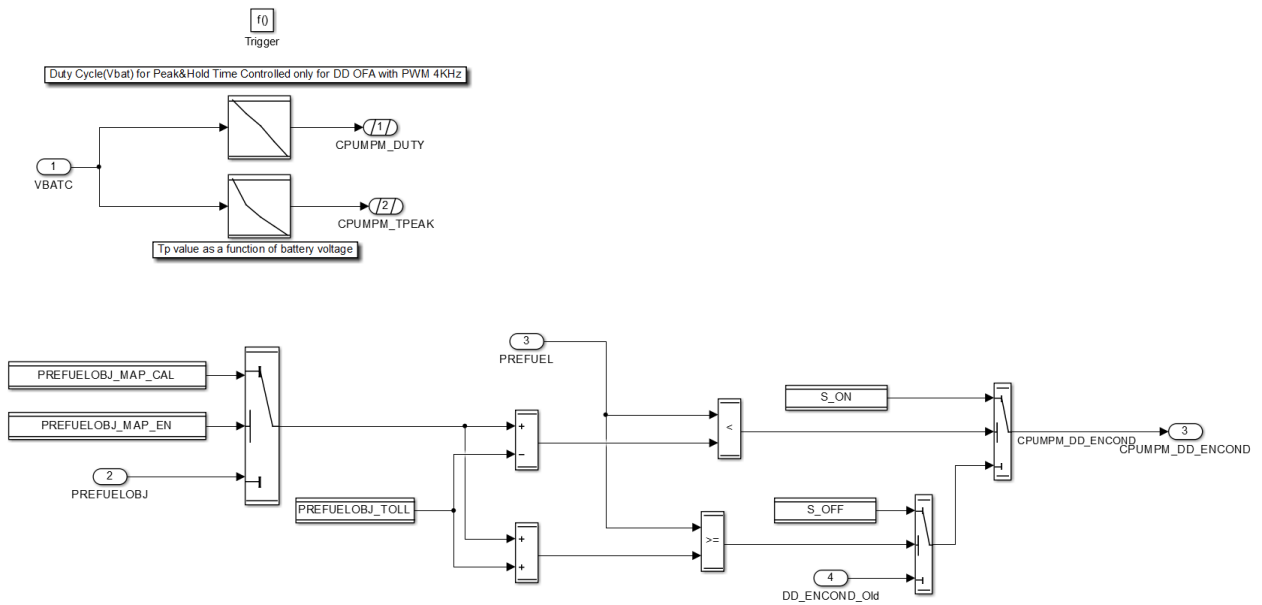 f()
Trigger
Duty Cycle(Vbat) for Peak&Hold Time Controlled only for DD OFA with PWM 4KHz
1
CPUMPM_DUTY
1
VBATC
2
CPUMPM_TPEAK
Tp value as a function of battery voltage
3
PREFUEL
PREFUELOBJ_MAP_CAL
S_ON
+
<
PREFUELOBJ_MAP_EN
-
CPUMPM_DD_ENCOND
3
CPUMPM_DD_ENCOND
2
PREFUELOBJ
PREFUELOBJ_TOLL
S_OFF
+
>=
+
4
DD_ENCOND_Old